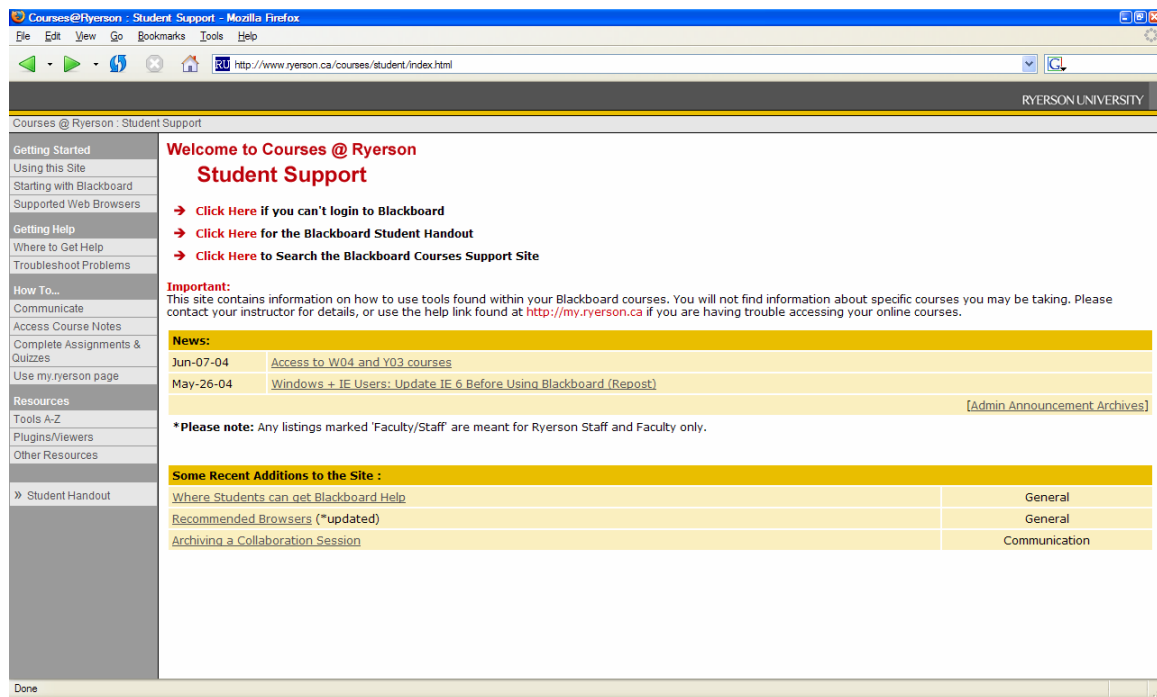 Courses@Ryerson : Student Support - Mozilla Firefox
File Edit View Go Bookmarks Tools Help
RU http://www.ryerson.ca/courses/student/index.html G
RYERSON UNIVERSITY
Courses @ Ryerson : Student Support
Getting Started
Using this Site
Starting with Blackboard
Supported Web Browsers
Getting Help
Where to Get Help
Troubleshoot Problems
How To...
Communicate
Access Course Notes
Complete Assignments &
Quizzes
Use my.ryerson page
Resources
Tools A-Z
Plugins/Viewers
Other Resources
» Student Handout
Welcome to Courses @ Ryerson
Student Support
➔ Click Here if you can't login to Blackboard
➔ Click Here for the Blackboard Student Handout
➔ Click Here to Search the Blackboard Courses Support Site
Important:
This site contains information on how to use tools found within your Blackboard courses. You will not find information about specific courses you may be taking. Please
contact your instructor for details, or use the help link found at http://my.ryerson.ca if you are having trouble accessing your online courses.
News:
Jun-07-04 Access to W04 and Y03 courses
May-26-04 Windows + IE Users: Update IE 6 Before Using Blackboard (Repost)
[Admin Announcement Archives]
*Please note: Any listings marked 'Faculty/Staff' are meant for Ryerson Staff and Faculty only.
Some Recent Additions to the Site :
Where Students can get Blackboard Help General
Recommended Browsers (*updated) General
Archiving a Collaboration Session Communication
Done